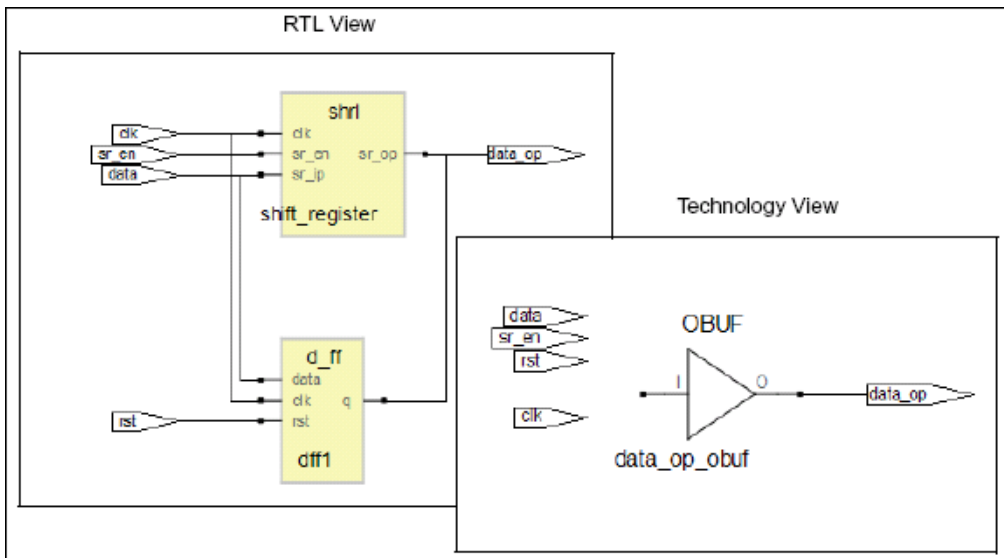 RTL View
shrl
clk
clk
sr_en
sr_en
sr_op
data_op
data
sr_ip
shift_register
Technology View
data
OBUF
sr_en
d_ff
rst
data
I
O
data_op
clk
q
clk
rst
rst
dff1
data_op_obuf